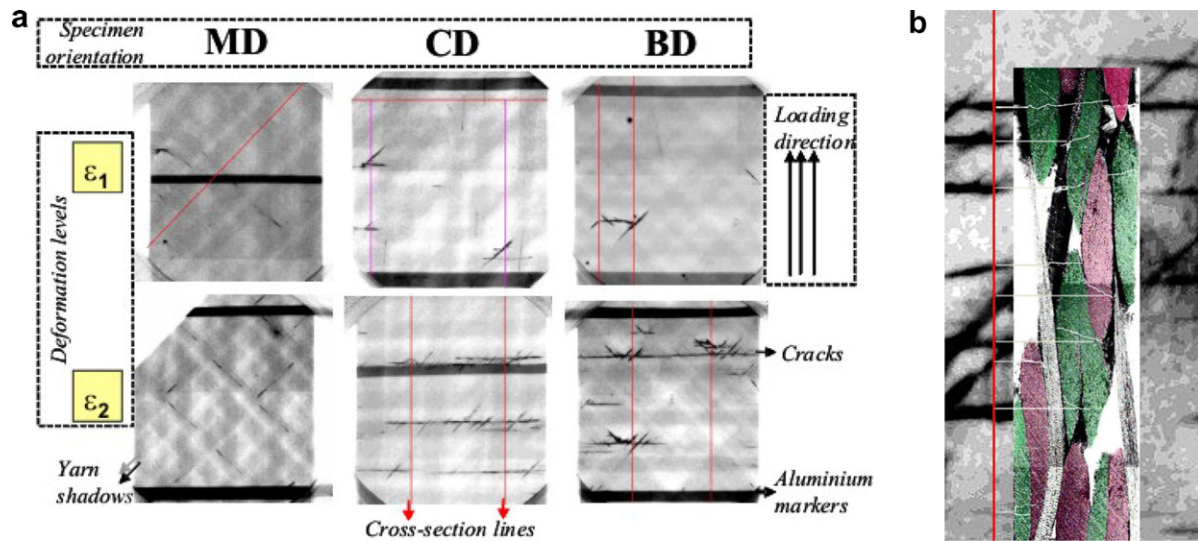 a
b
Specimen
orientation
MD
CD
BD
Loading
direction
Deformation levels
ε1
ε2
Cracks
Yarn
shadows
Aluminium
markers
Cross-section lines